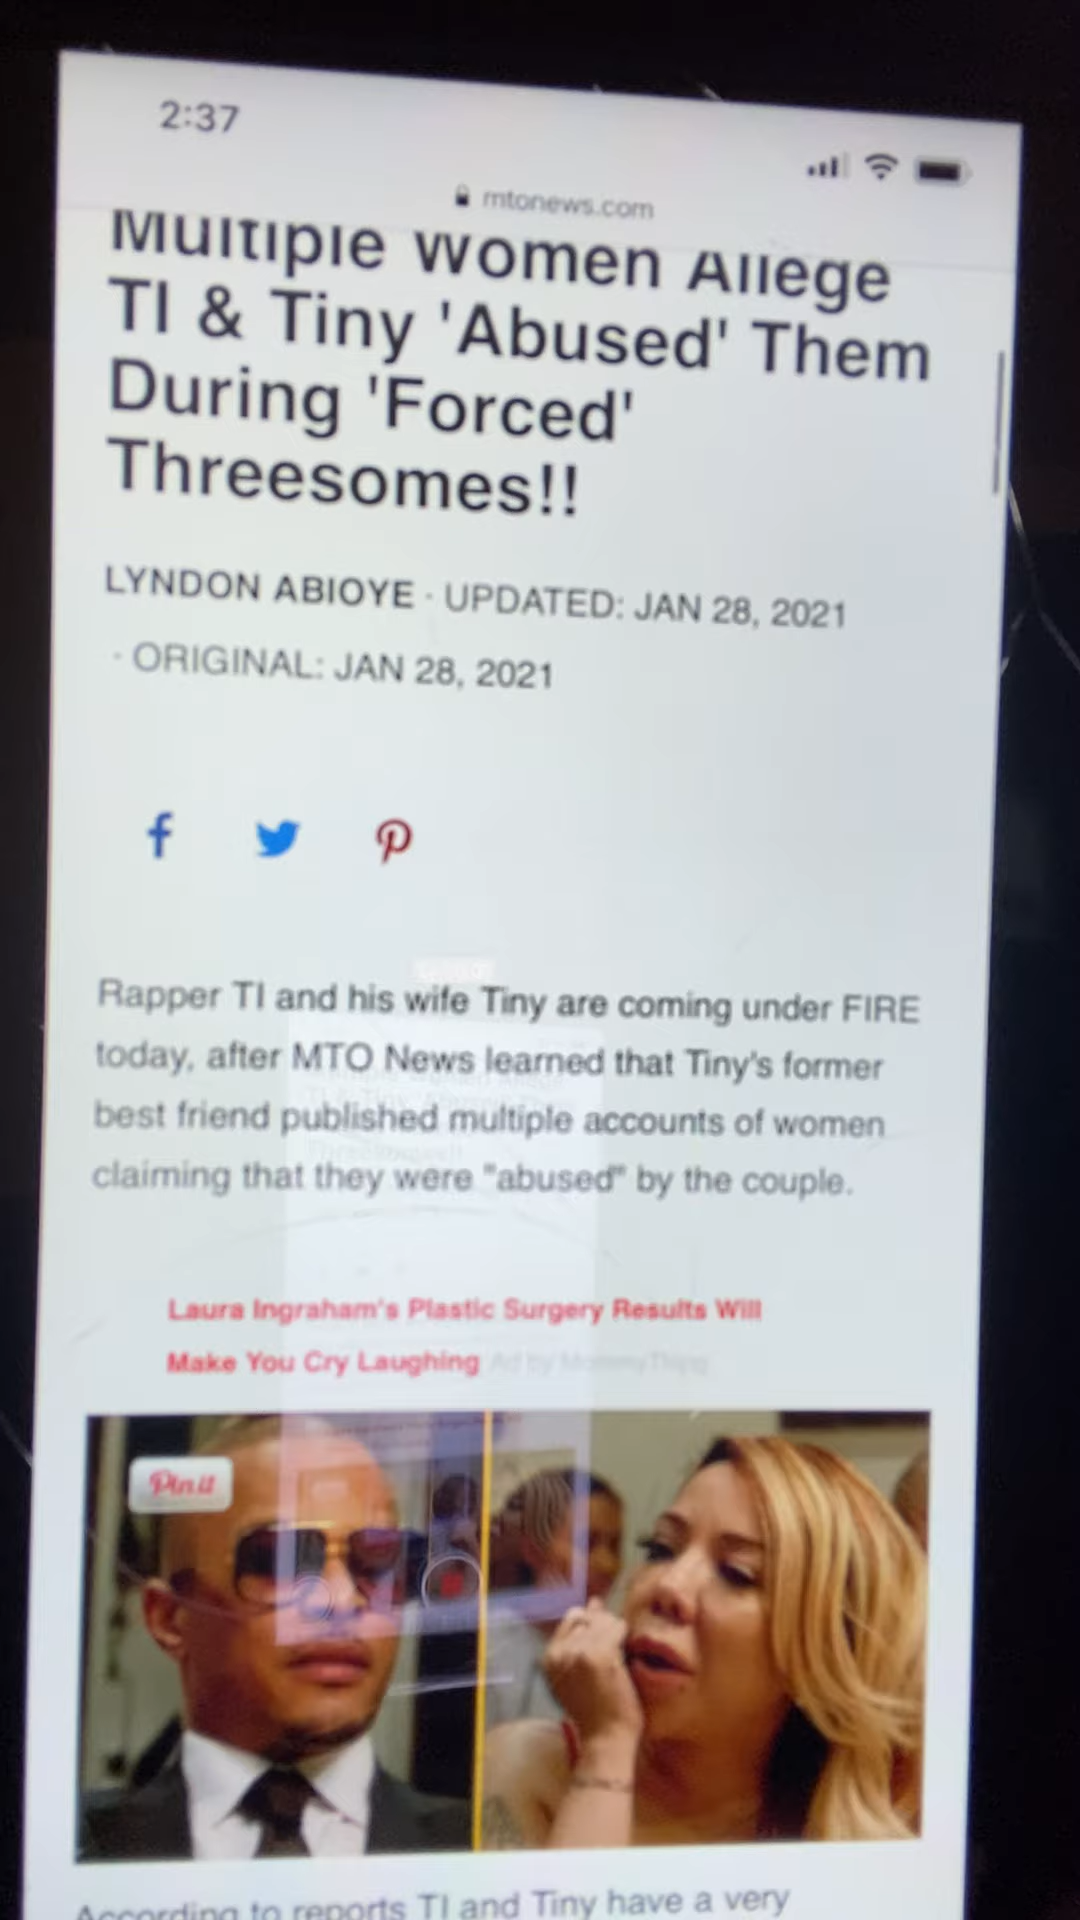 2:37
mtonews.com
Multiple Women Allege
TI & Tiny 'Abused' Them
During 'Forced'
Threesomes!!
LYNDON ABIOYE · UPDATED: JAN 28, 2021
· ORIGINAL: JAN 28, 2021
Rapper TI and his wife Tiny are coming under FIRE
today, after MTO News learned that Tiny's former
best friend published multiple accounts of women
claiming that they were "abused" by the couple.
Laura Ingraham's Plastic Surgery Results Will
Make You Cry Laughing Ad by
Pin it
According to reports TI and Tiny have a very